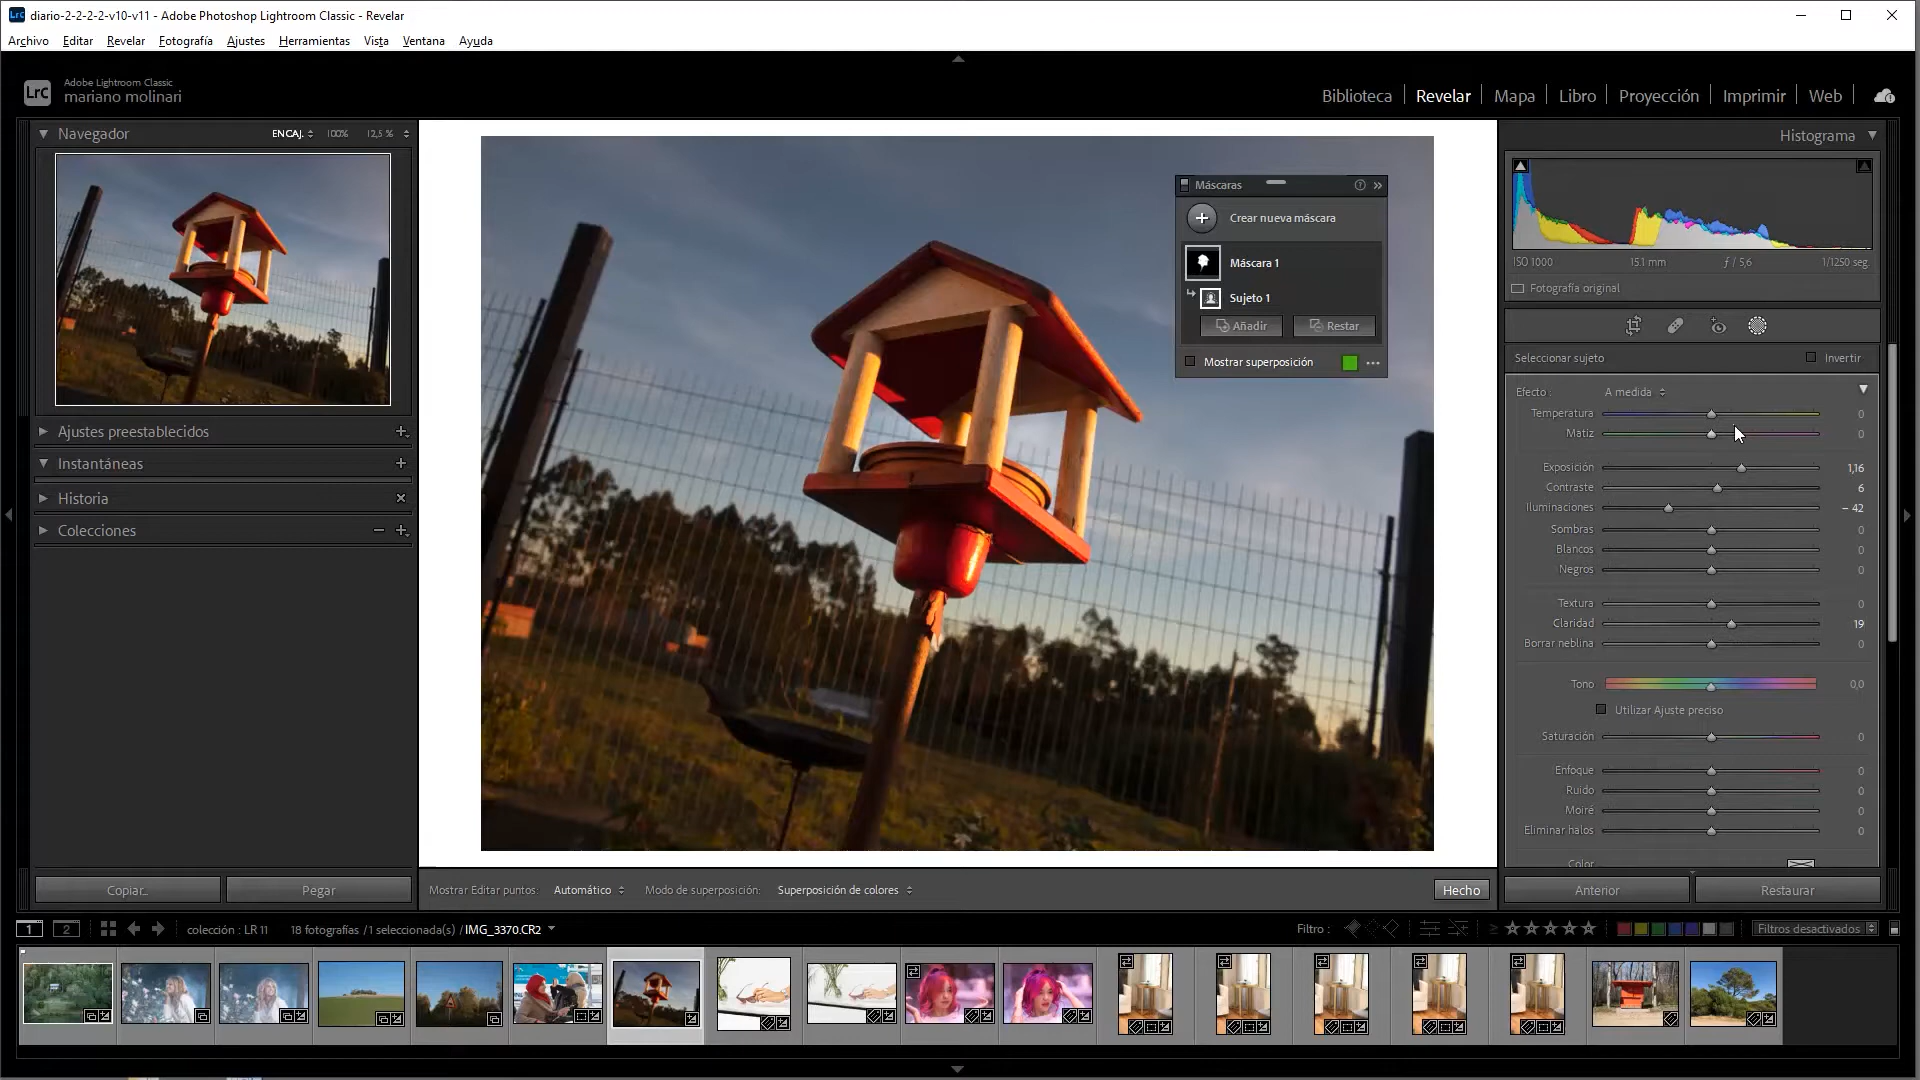 diario-2-2-2-2-v10-v11 - Adobe Photoshop Lightroom Classic - Revelar
Archivo Editar Revelar Fotografía Ajustes Herramientas Vista Ventana Ayuda
LrC
Adobe Lightroom Classic
mariano molinari
Biblioteca Revelar Mapa Libro Proyección Imprimir Web
Navegador ENCAJ. 100% 12,5 %
Ajustes preestablecidos
Instantáneas
Historia
Colecciones
Copiar... Pegar
Máscaras
Crear nueva máscara
Máscara 1
Sujeto 1
Añadir Restar
Mostrar superposición
Mostrar Editar puntos: Automático Modo de superposición: Superposición de colores Hecho
Histograma
ISO 1000 15.1 mm ƒ / 5,6 1/1250 seg.
Fotografía original
Seleccionar sujeto Invertir
Efecto : A medida
Temperatura 0
Matiz 0
Exposición 1,16
Contraste 6
Iluminaciones – 42
Sombras 0
Blancos 0
Negros 0
Textura 0
Claridad 19
Borrar neblina 0
Tono 0,0
Utilizar Ajuste preciso
Saturación 0
Enfoque 0
Ruido 0
Moiré 0
Eliminar halos 0
Color
Anterior Restaurar
1 2 colección : LR 11 18 fotografías /1 seleccionada(s) /IMG_3370.CR2 Filtro : ≥ Filtros desactivados